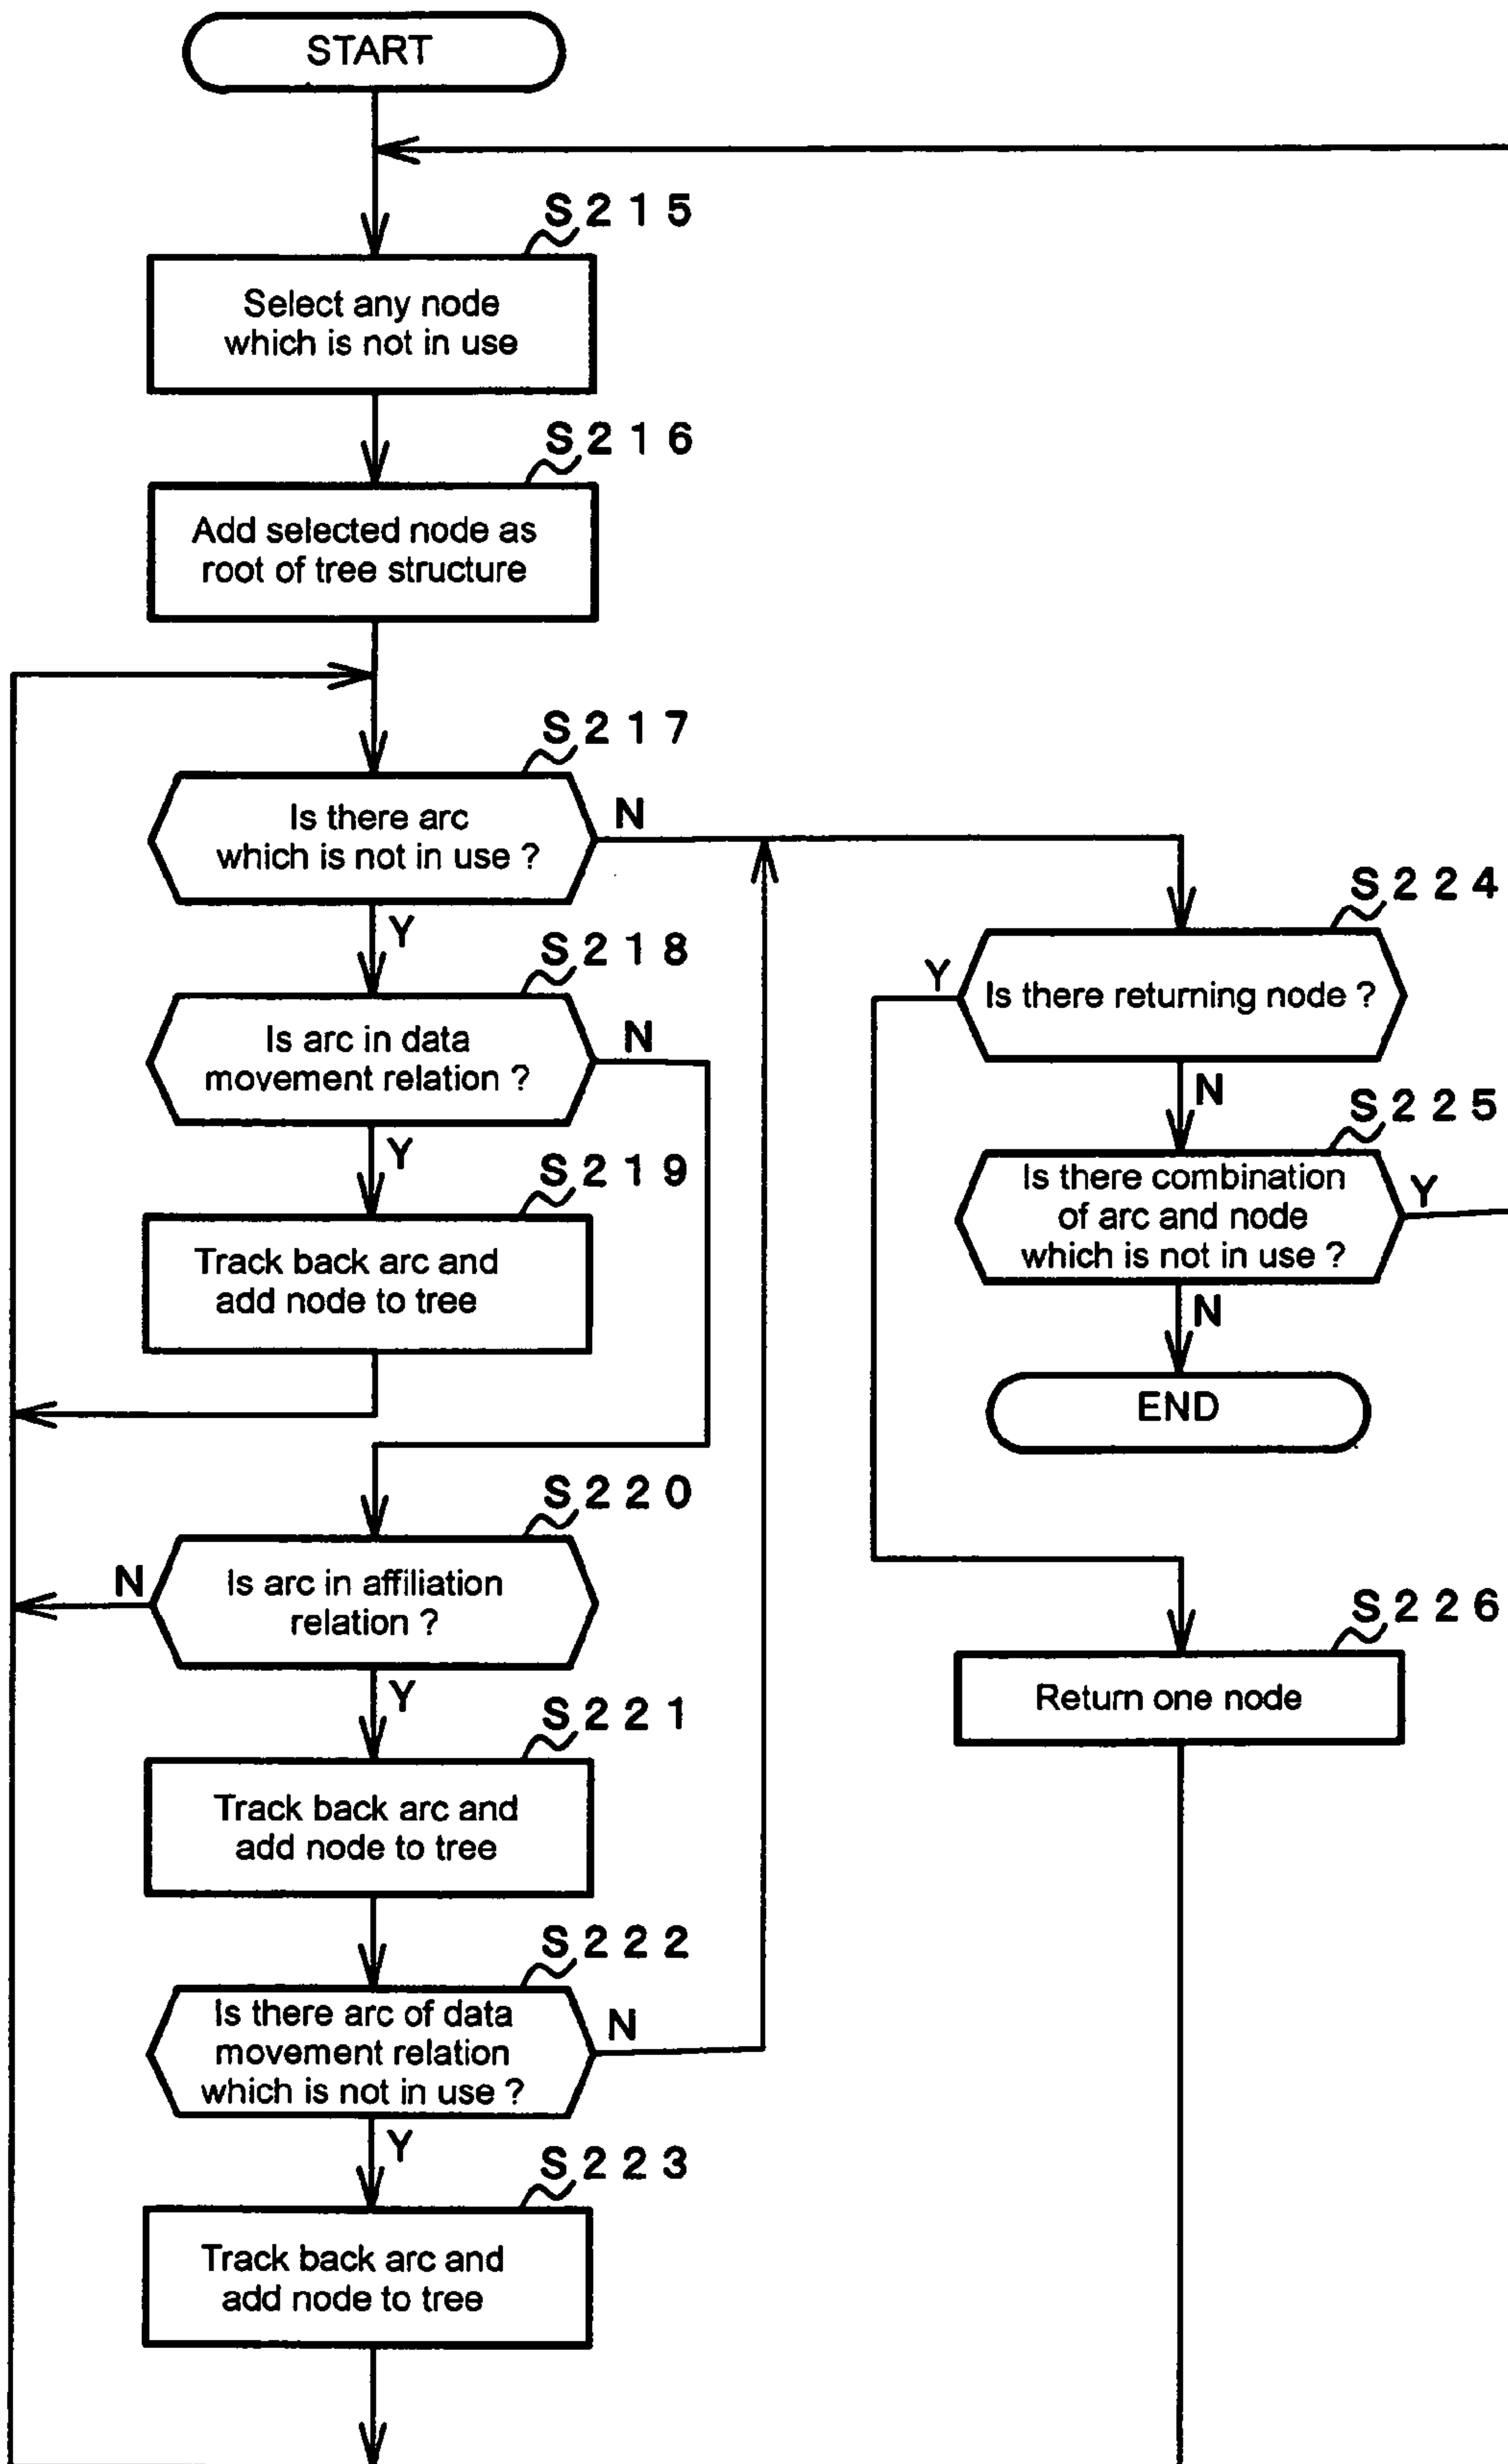 START
S215
Select any node
which is not in use
S216
Add selected node as
root of tree structure
S217
Is there arc
which is not in use ?
N
Y
S218
Is arc in data
movement relation ?
N
Y
S219
Track back arc and
add node to tree
S220
Is arc in affiliation
relation ?
N
Y
S221
Track back arc and
add node to tree
S222
Is there arc of data
movement relation
which is not in use ?
N
Y
S223
Track back arc and
add node to tree
S224
Is there returning node ?
Y
N
S225
Is there combination
of arc and node
which is not in use ?
Y
N
END
S226
Return one node